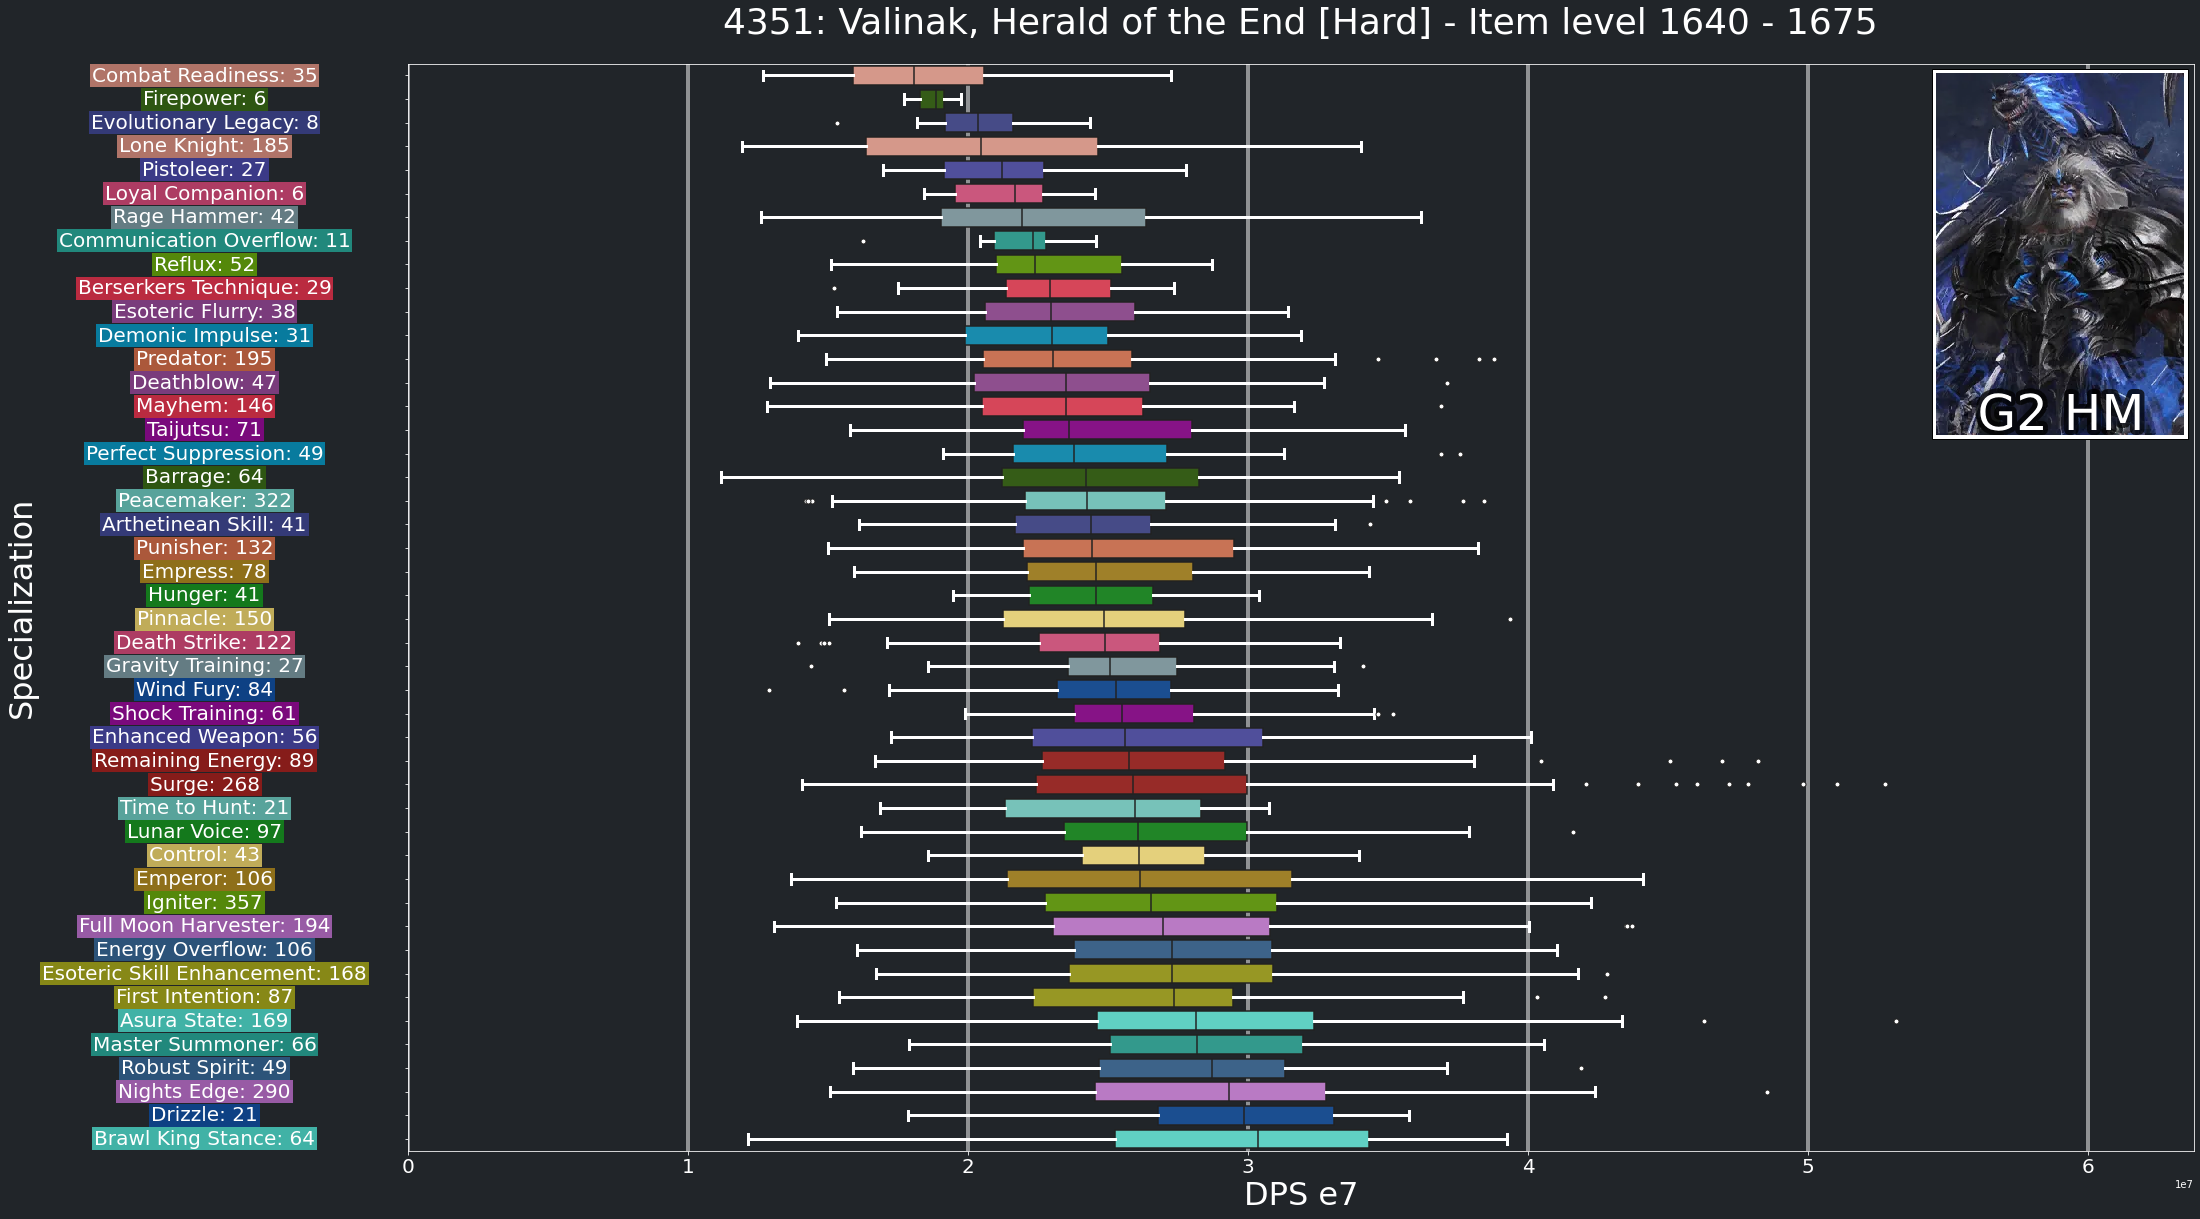 4351: Valinak, Herald of the End [Hard] - Item level 1640 - 1675
Combat Readiness: 35
Firepower: 6
Evolutionary Legacy: 8
Lone Knight: 185
Pistoleer: 27
Loyal Companion: 6
Rage Hammer: 42
Communication Overflow: 11
Reflux: 52
Berserkers Technique: 29
Esoteric Flurry: 38
Demonic Impulse: 31
Predator: 195
Deathblow: 47
Mayhem: 146
Taijutsu: 71
Perfect Suppression: 49
Barrage: 64
Peacemaker: 322
Arthetinean Skill: 41
Punisher: 132
Empress: 78
Hunger: 41
Pinnacle: 150
Death Strike: 122
Gravity Training: 27
Wind Fury: 84
Shock Training: 61
Enhanced Weapon: 56
Remaining Energy: 89
Surge: 268
Time to Hunt: 21
Lunar Voice: 97
Control: 43
Emperor: 106
Igniter: 357
Full Moon Harvester: 194
Energy Overflow: 106
Esoteric Skill Enhancement: 168
First Intention: 87
Asura State: 169
Master Summoner: 66
Robust Spirit: 49
Nights Edge: 290
Drizzle: 21
Brawl King Stance: 64
Specialization
G2 HM
0 1 2 3 4 5 6
DPS e7
1e7